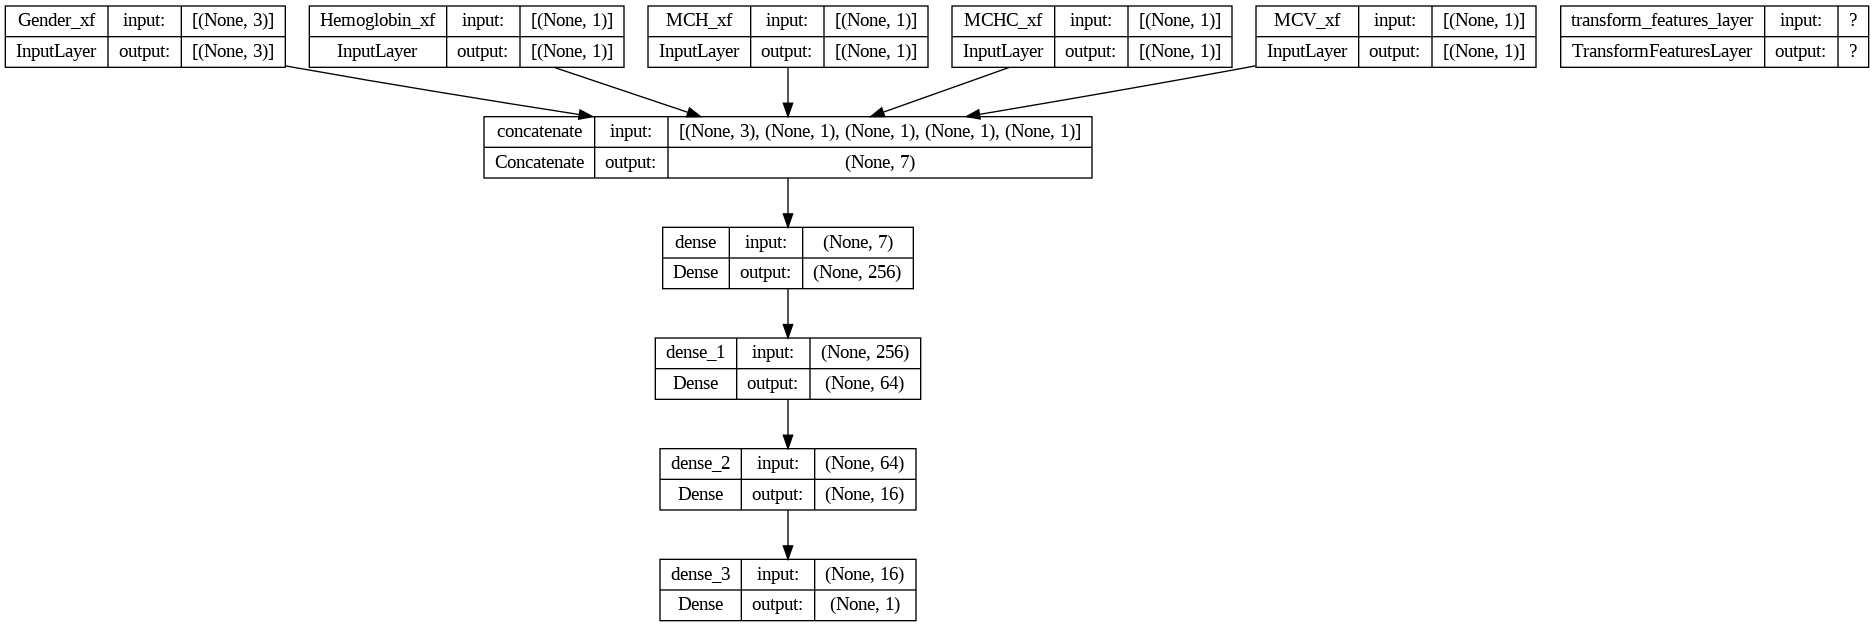 Gender_xf input: [(None, 3)]
InputLayer output: [(None, 3)]
Hemoglobin_xf input: [(None, 1)]
InputLayer output: [(None, 1)]
MCH_xf input: [(None, 1)]
InputLayer output: [(None, 1)]
MCHC_xf input: [(None, 1)]
InputLayer output: [(None, 1)]
MCV_xf input: [(None, 1)]
InputLayer output: [(None, 1)]
transform_features_layer input: ?
TransformFeaturesLayer output: ?
concatenate input: [(None, 3), (None, 1), (None, 1), (None, 1), (None, 1)]
Concatenate output: (None, 7)
dense input: (None, 7)
Dense output: (None, 256)
dense_1 input: (None, 256)
Dense output: (None, 64)
dense_2 input: (None, 64)
Dense output: (None, 16)
dense_3 input: (None, 16)
Dense output: (None, 1)